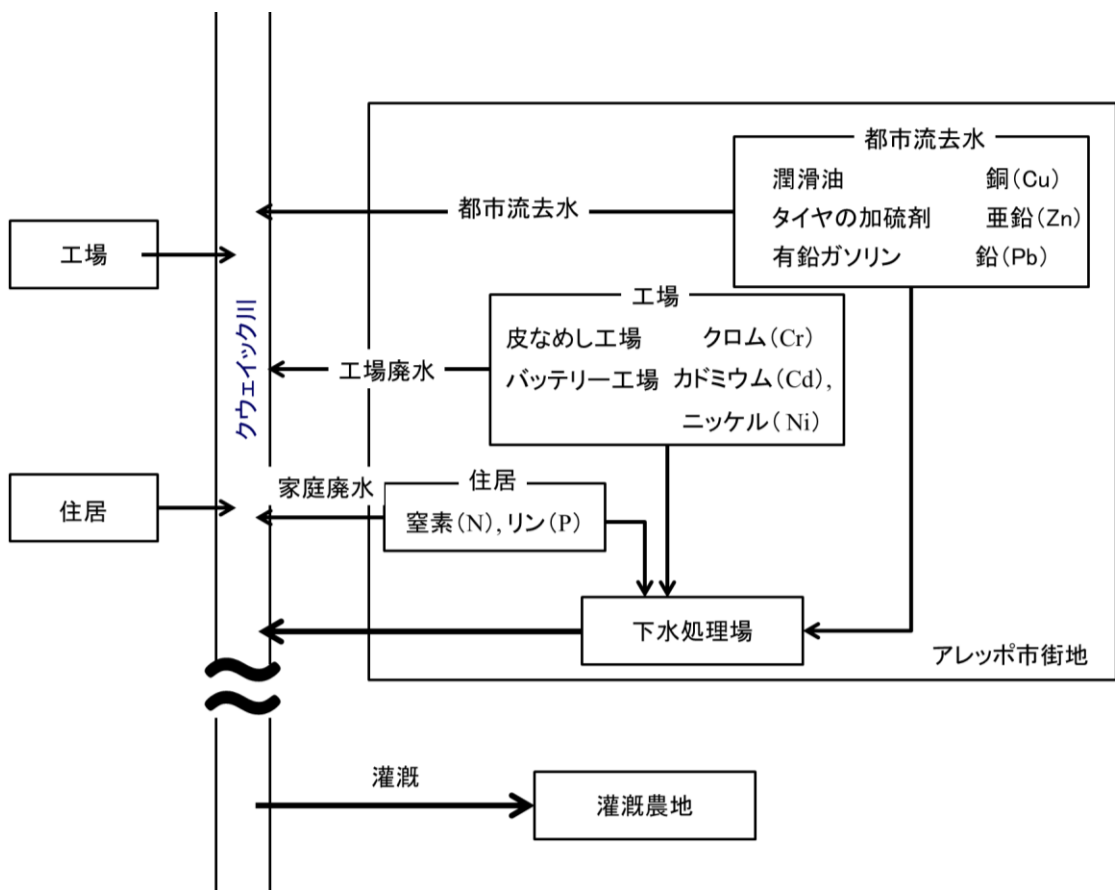 都市流去水
潤滑油 銅(Cu)
タイヤの加硫剤 亜鉛(Zn)
有鉛ガソリン 鉛(Pb)
都市流去水
工場
工場
皮なめし工場 クロム(Cr)
バッテリー工場 カドミウム(Cd),
ニッケル(Ni)
工場廃水
クウェイック川
家庭廃水
住居
窒素(N), リン(P)
住居
下水処理場
アレッポ市街地
灌漑
灌漑農地